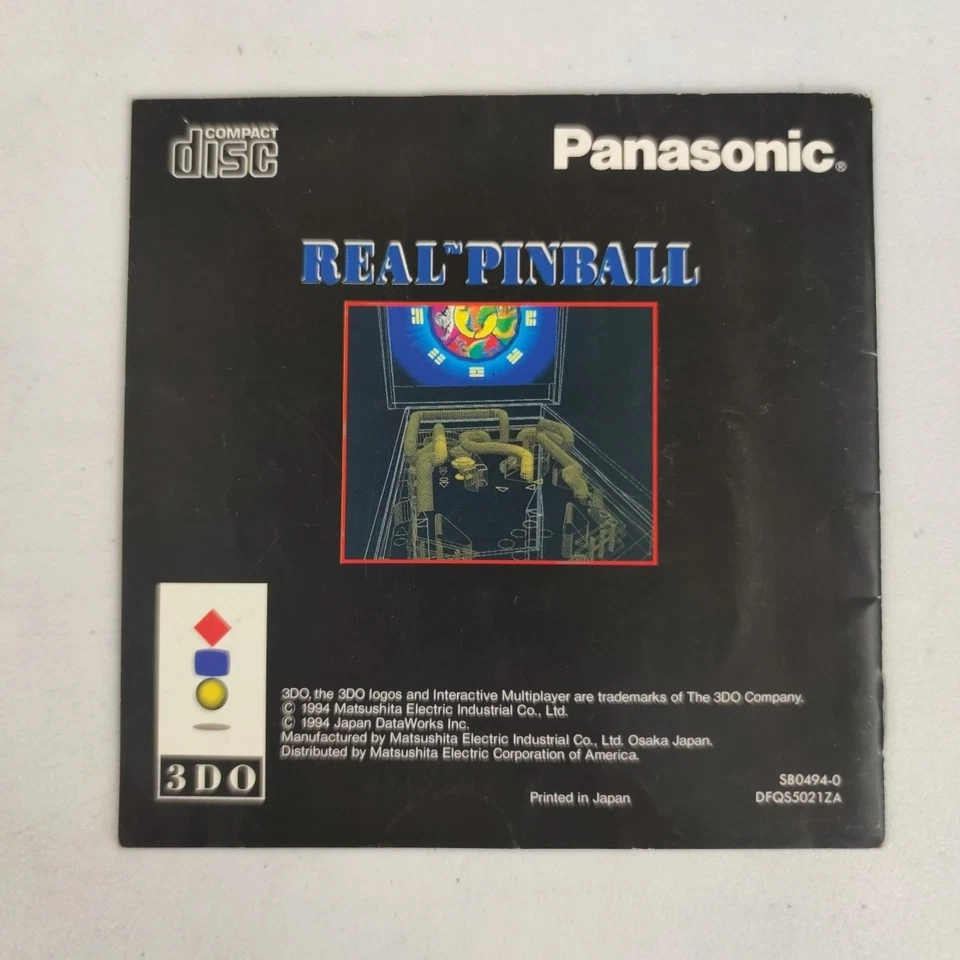 COMPACT
disc
Panasonic®
REAL™ PINBALL
3DO, the 3DO logos and Interactive Multiplayer are trademarks of The 3DO Company.
© 1994 Matsushita Electric Industrial Co., Ltd.
© 1994 Japan DataWorks Inc.
Manufactured by Matsushita Electric Industrial Co., Ltd. Osaka Japan.
Distributed by Matsushita Electric Corporation of America.
3DO
SB0494-0
Printed in Japan
DFQS5021ZA